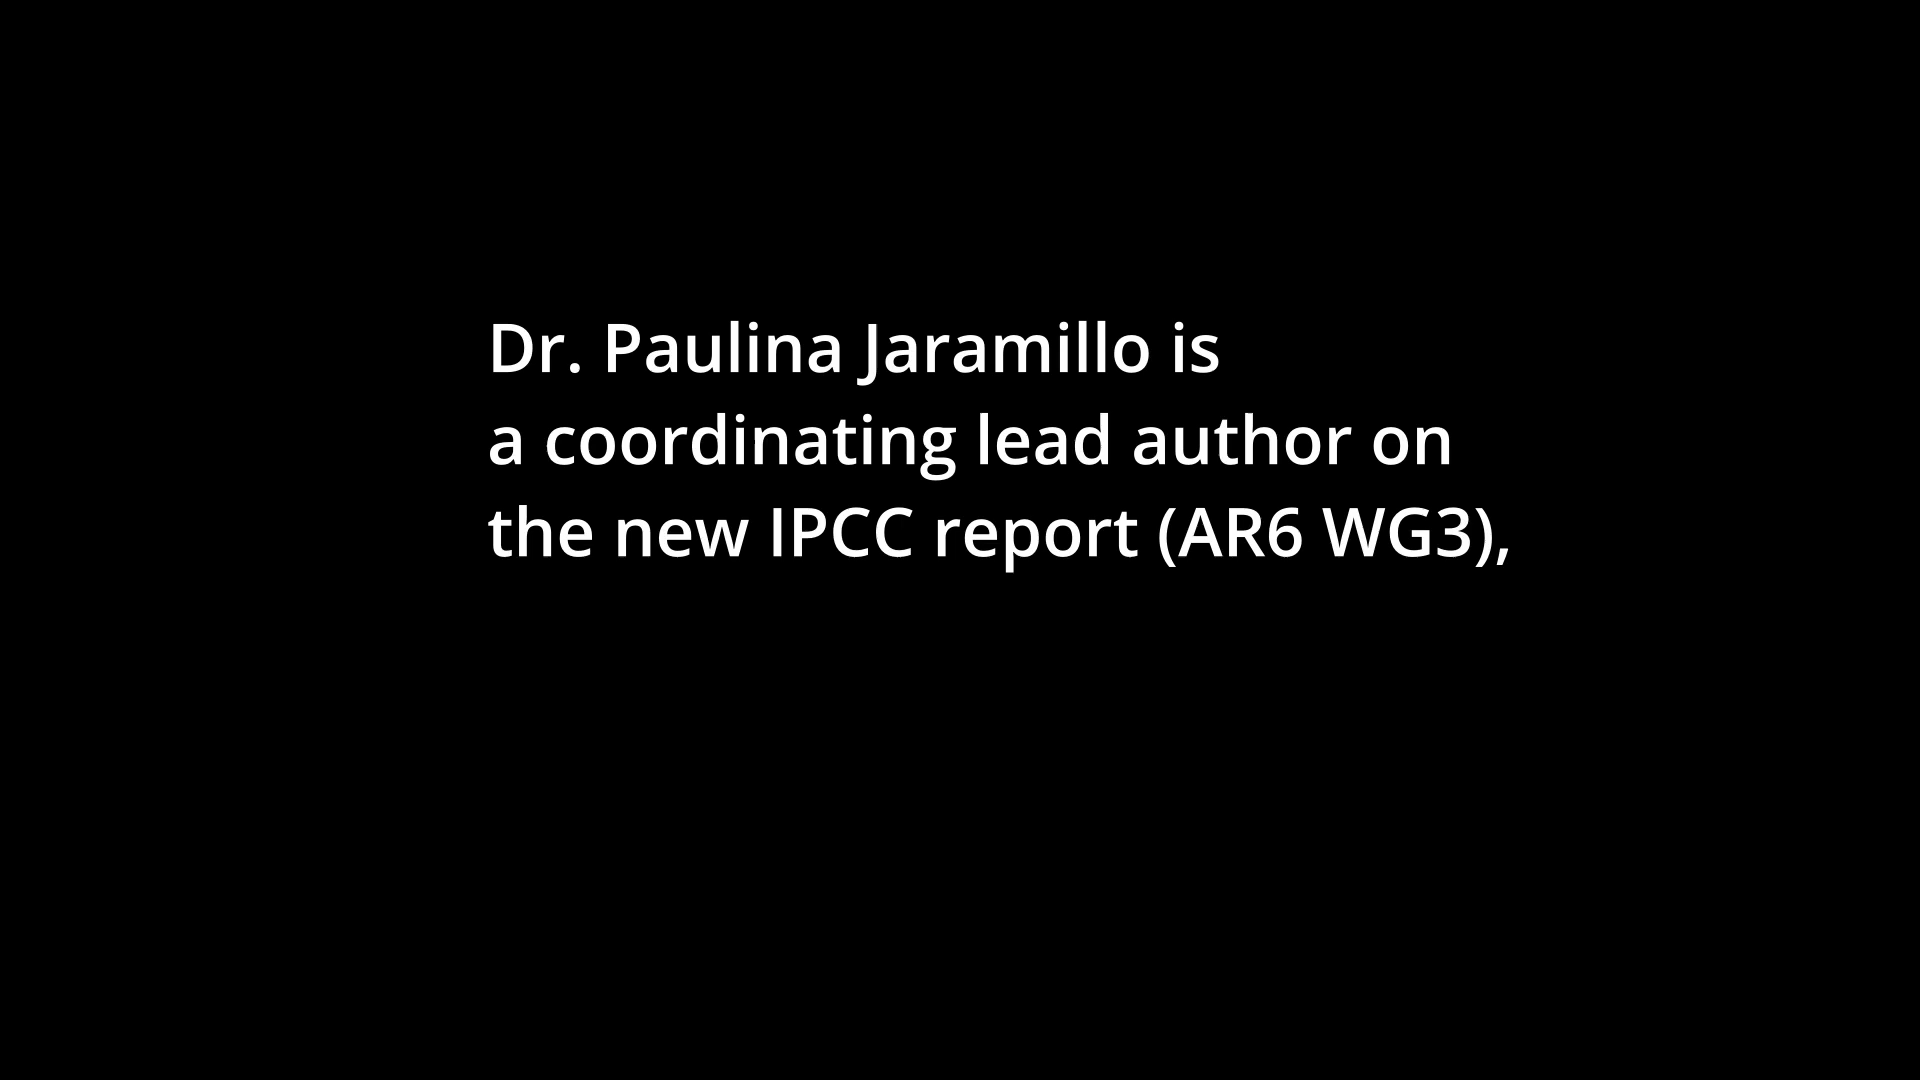 Dr. Paulina Jaramillo is
a coordinating lead author on
the new IPCC report (AR6 WG3),